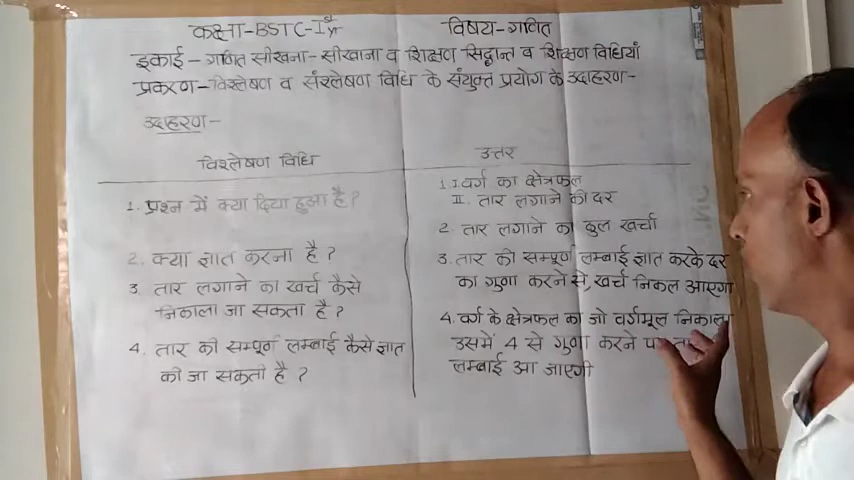 कक्षा-BSTC-Ist yr विषय-गणित
इकाई - गणित सीखना-सीखाना व शिक्षण सिद्धान्त व शिक्षण विधियां
प्रकरण-विश्लेषण व संश्लेषण विधि के संयुक्त प्रयोग के उदाहरण-
उदाहरण-
विश्लेषण विधि
1. प्रश्न में क्या दिया हुआ है?
2. क्या ज्ञात करना है?
3. तार लगाने का खर्च कैसे
निकाला जा सकता है?
4. तार की सम्पूर्ण लम्बाई कैसे ज्ञात
की जा सकती है?
उत्तर
1. I. वर्ग का क्षेत्रफल
II. तार लगाने की दर
2. तार लगाने का कुल खर्चा
3. तार की सम्पूर्ण लम्बाई ज्ञात करके दर
का गुणा करने से, खर्च निकल आएगा
4. वर्ग के क्षेत्रफल का जो वर्गमूल निकाला
उसमें 4 से गुणा करने
लम्बाई आ जाएगी